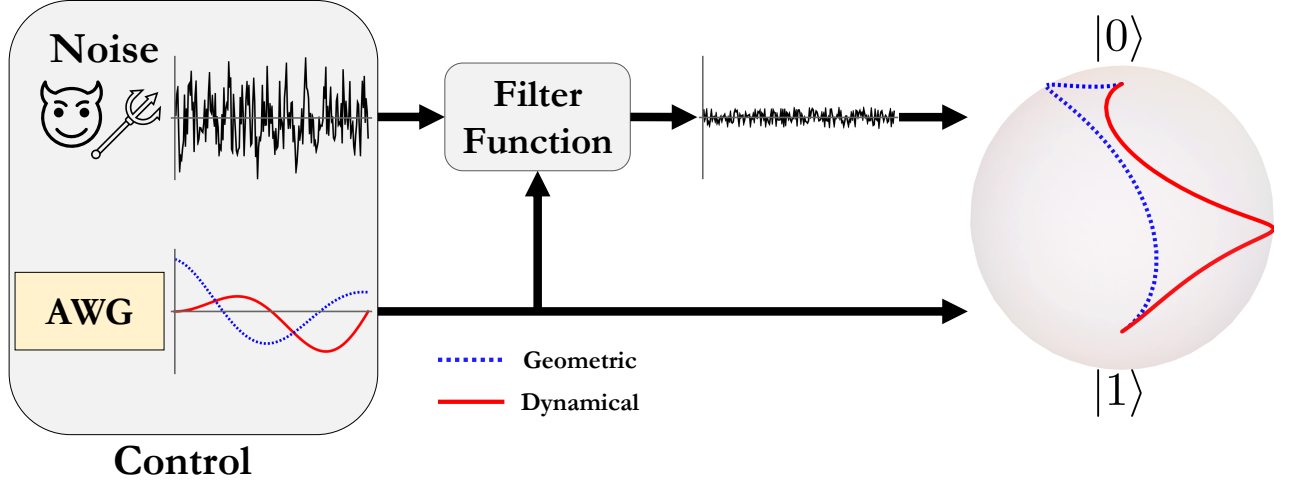 Noise
Filter
Function
|0⟩
AWG
Geometric
Dynamical
|1⟩
Control